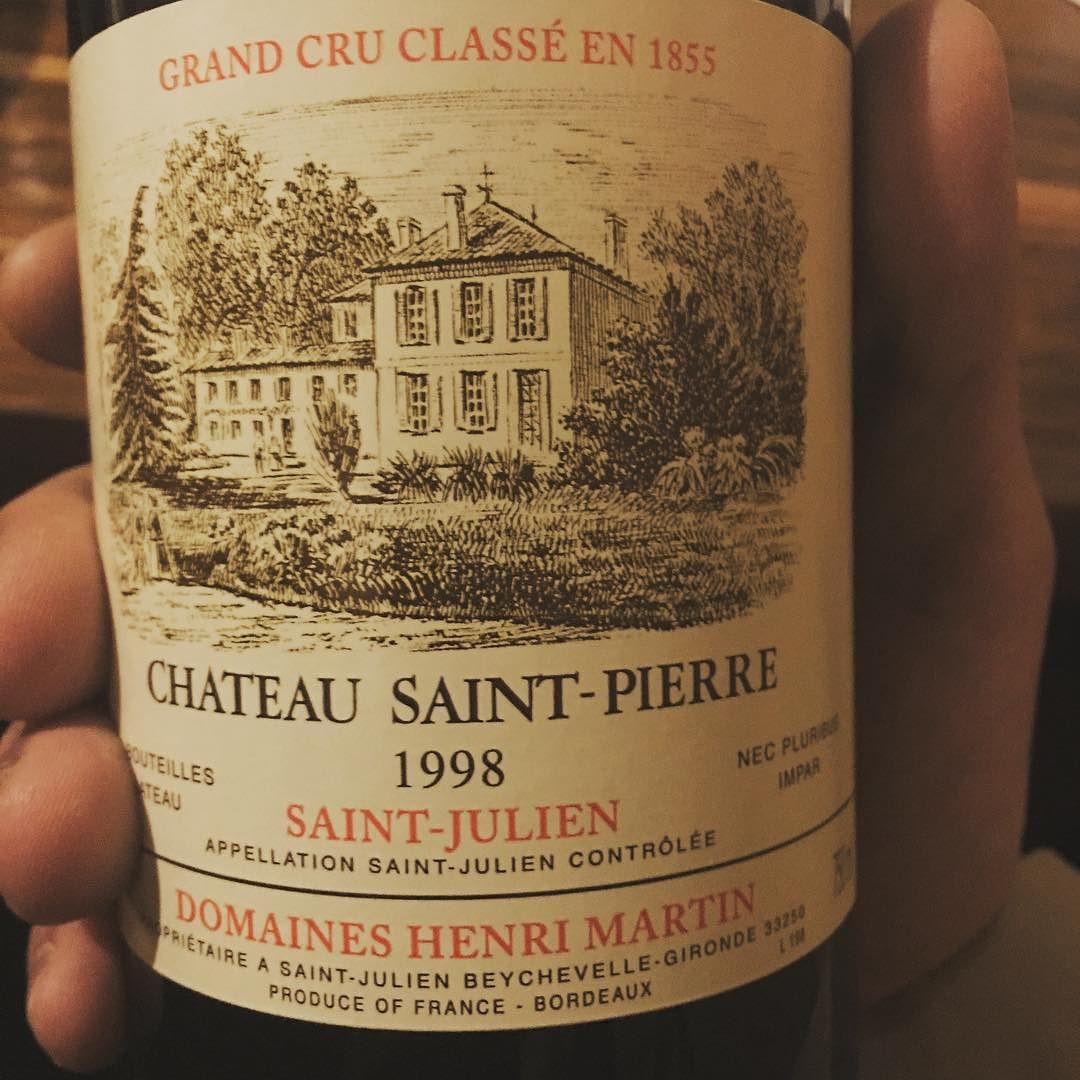 GRAND CRU CLASSÉ EN 1855
CHATEAU SAINT-PIERRE
1998
BOUTEILLES
NEC PLURIBUS
IMPAR
SAINT-JULIEN
APPELLATION SAINT-JULIEN CONTRÔLÉE
DOMAINES HENRI MARTIN
A SAINT-JULIEN BEYCHEVELLE-GIRONDE 33250
PRODUCE OF FRANCE - BORDEAUX